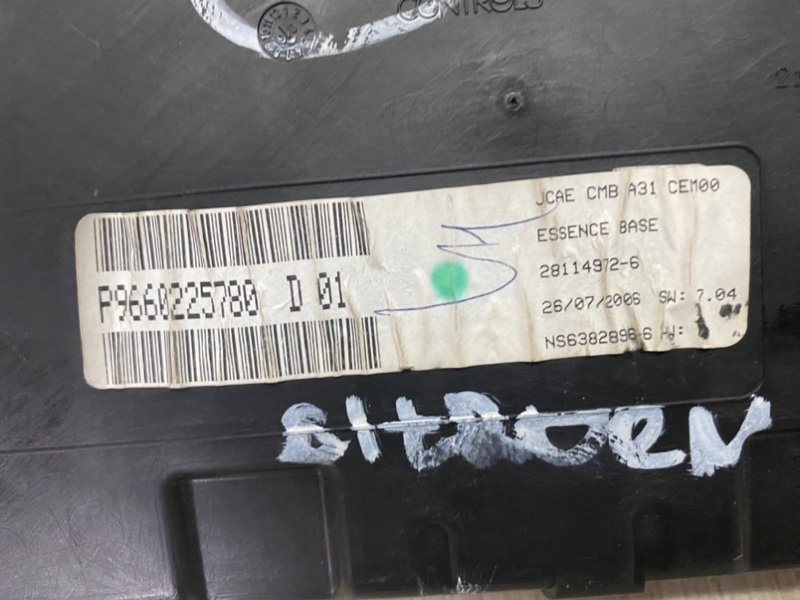 CONTROLS
JCAE CMB A31 CEM00
ESSENCE BASE
28114972-6
26/07/2006 SW: 7.04
NS6382896-6 HW:
P9660225780 D 01
CITROEN